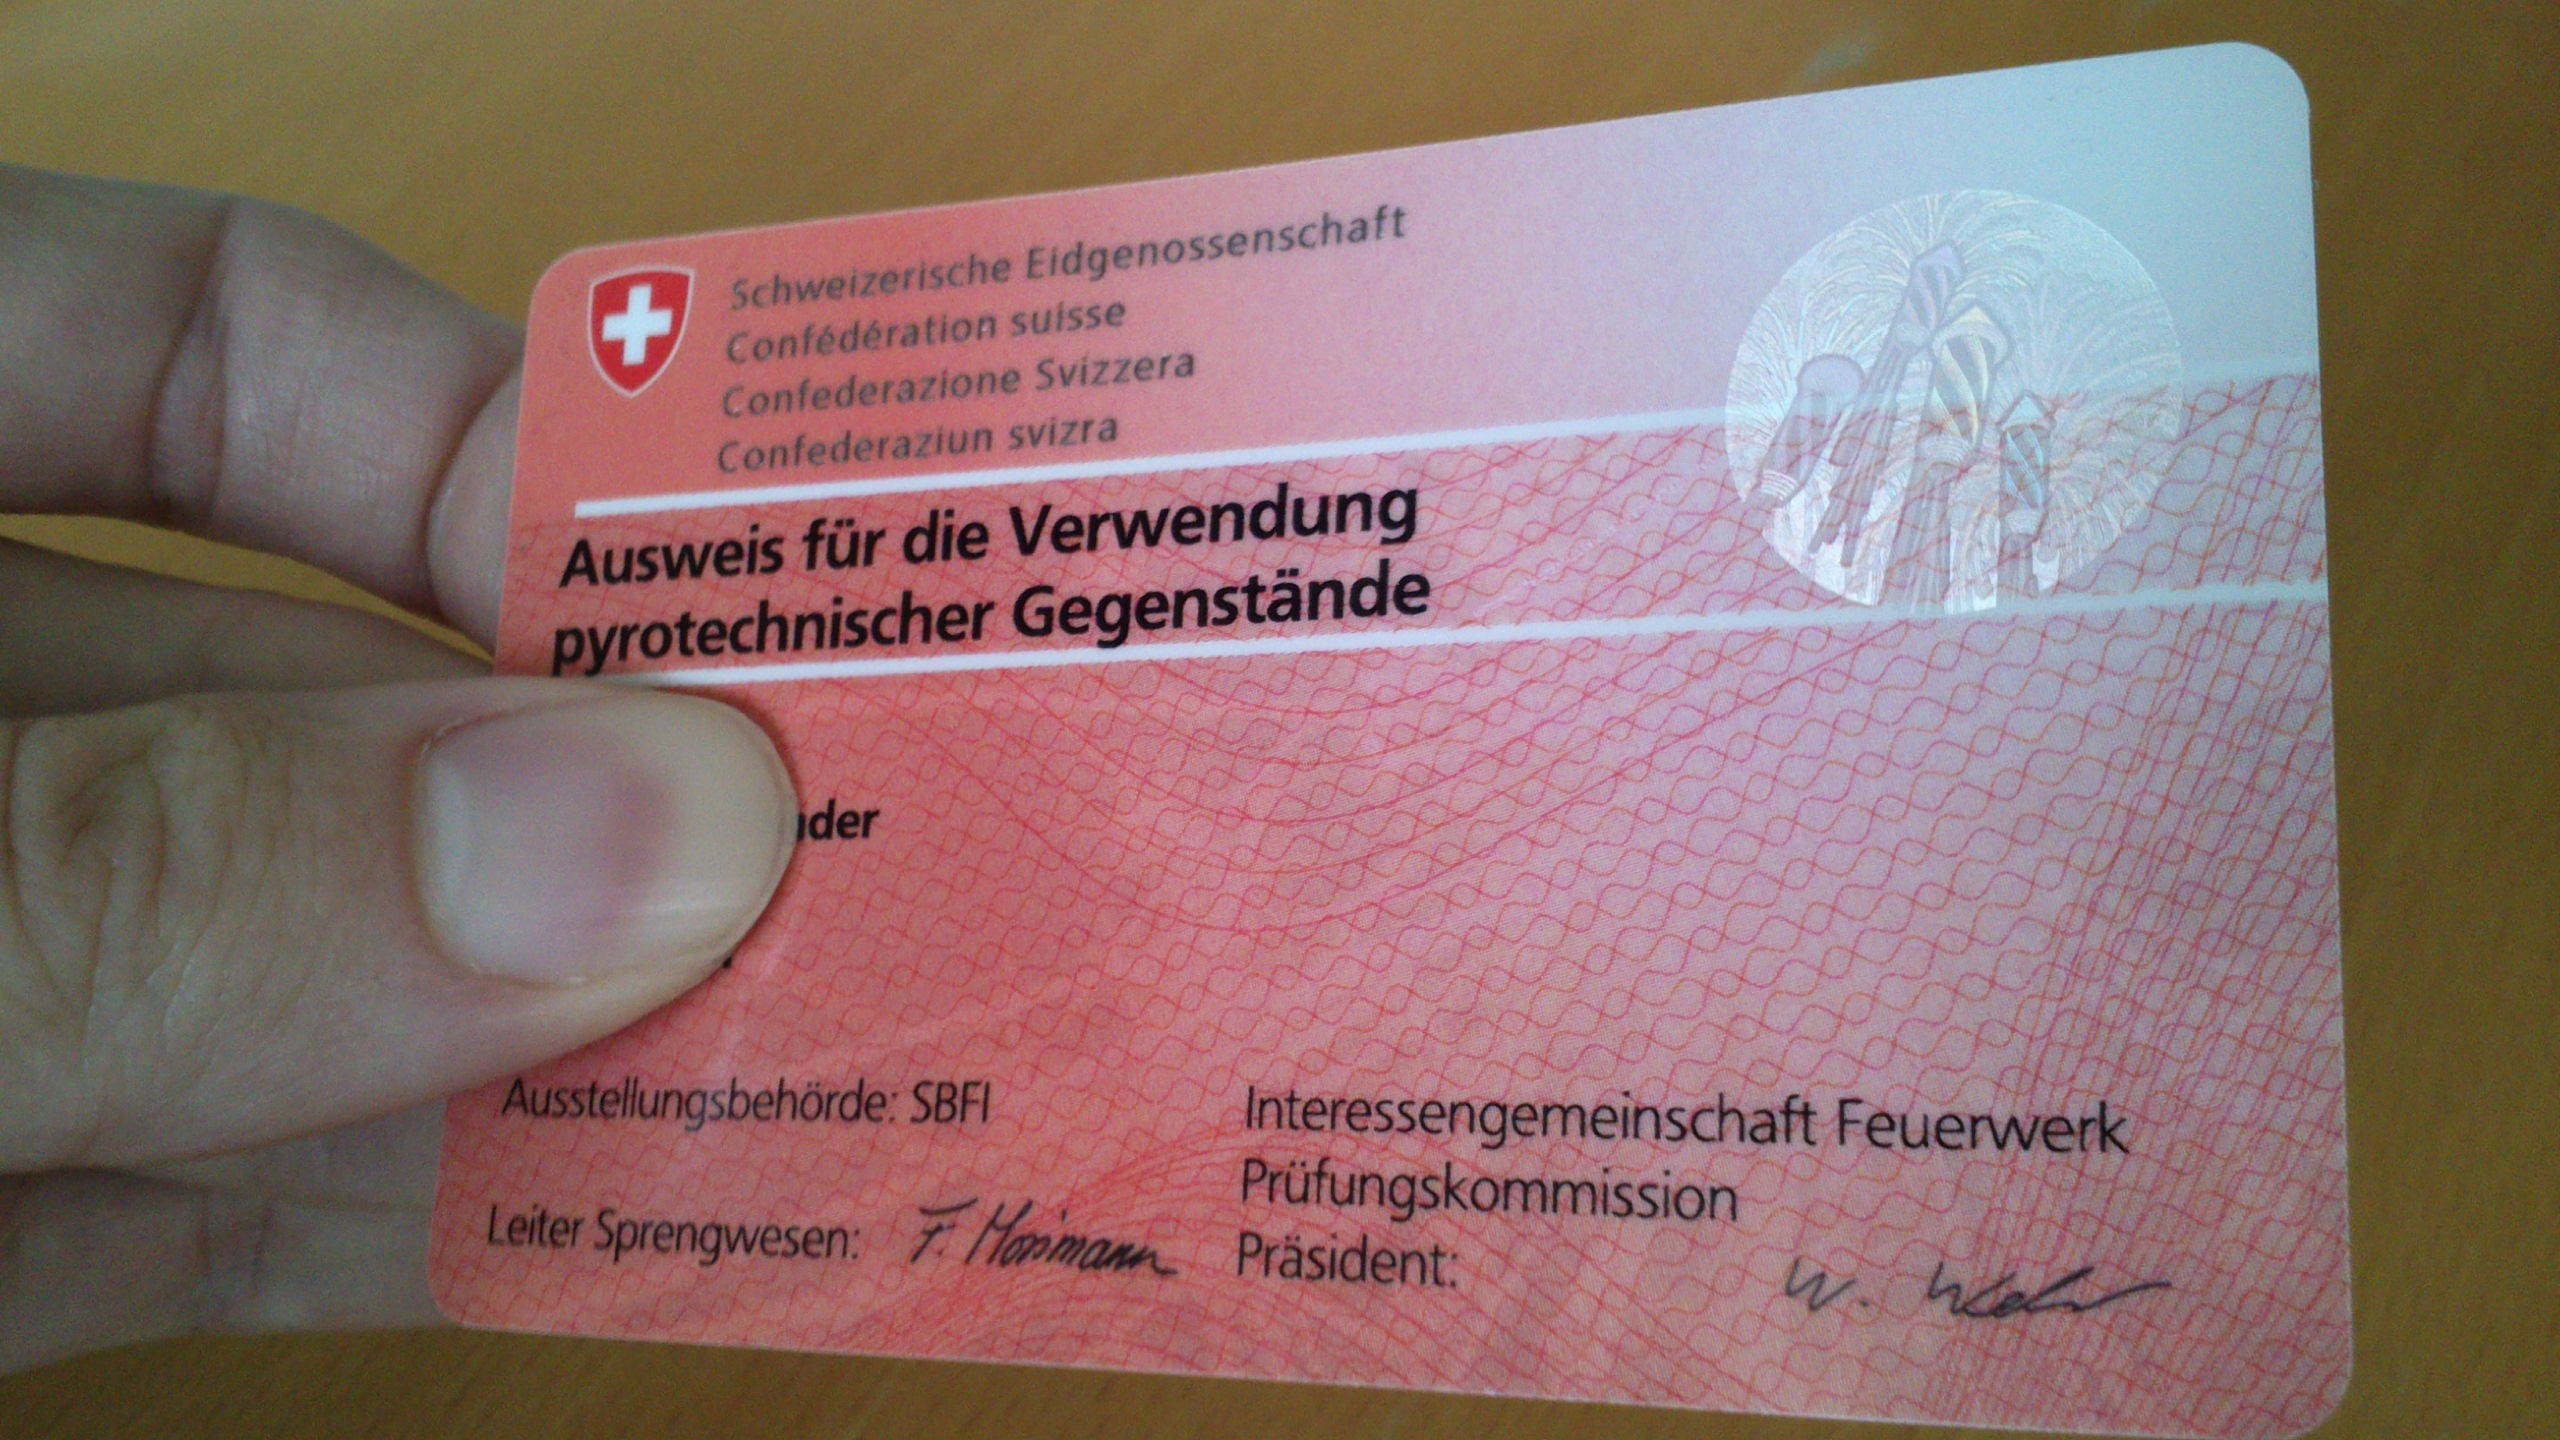 Schweizerische Eidgenossenschaft
Confédération suisse
Confederazione Svizzera
Confederaziun svizra
Ausweis für die Verwendung
pyrotechnischer Gegenstände
Ausstellungsbehörde: SBFI
Leiter Sprengwesen:
Interessengemeinschaft Feuerwerk
Prüfungskommission
Präsident: